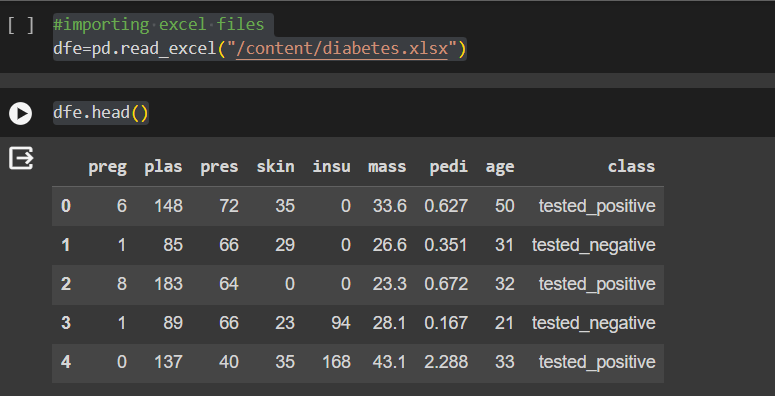 [ ] #importing excel files
dfe=pd.read_excel("/content/diabetes.xlsx")
dfe.head()
preg plas pres skin insu mass pedi age class
0 6 148 72 35 0 33.6 0.627 50 tested_positive
1 1 85 66 29 0 26.6 0.351 31 tested_negative
2 8 183 64 0 0 23.3 0.672 32 tested_positive
3 1 89 66 23 94 28.1 0.167 21 tested_negative
4 0 137 40 35 168 43.1 2.288 33 tested_positive